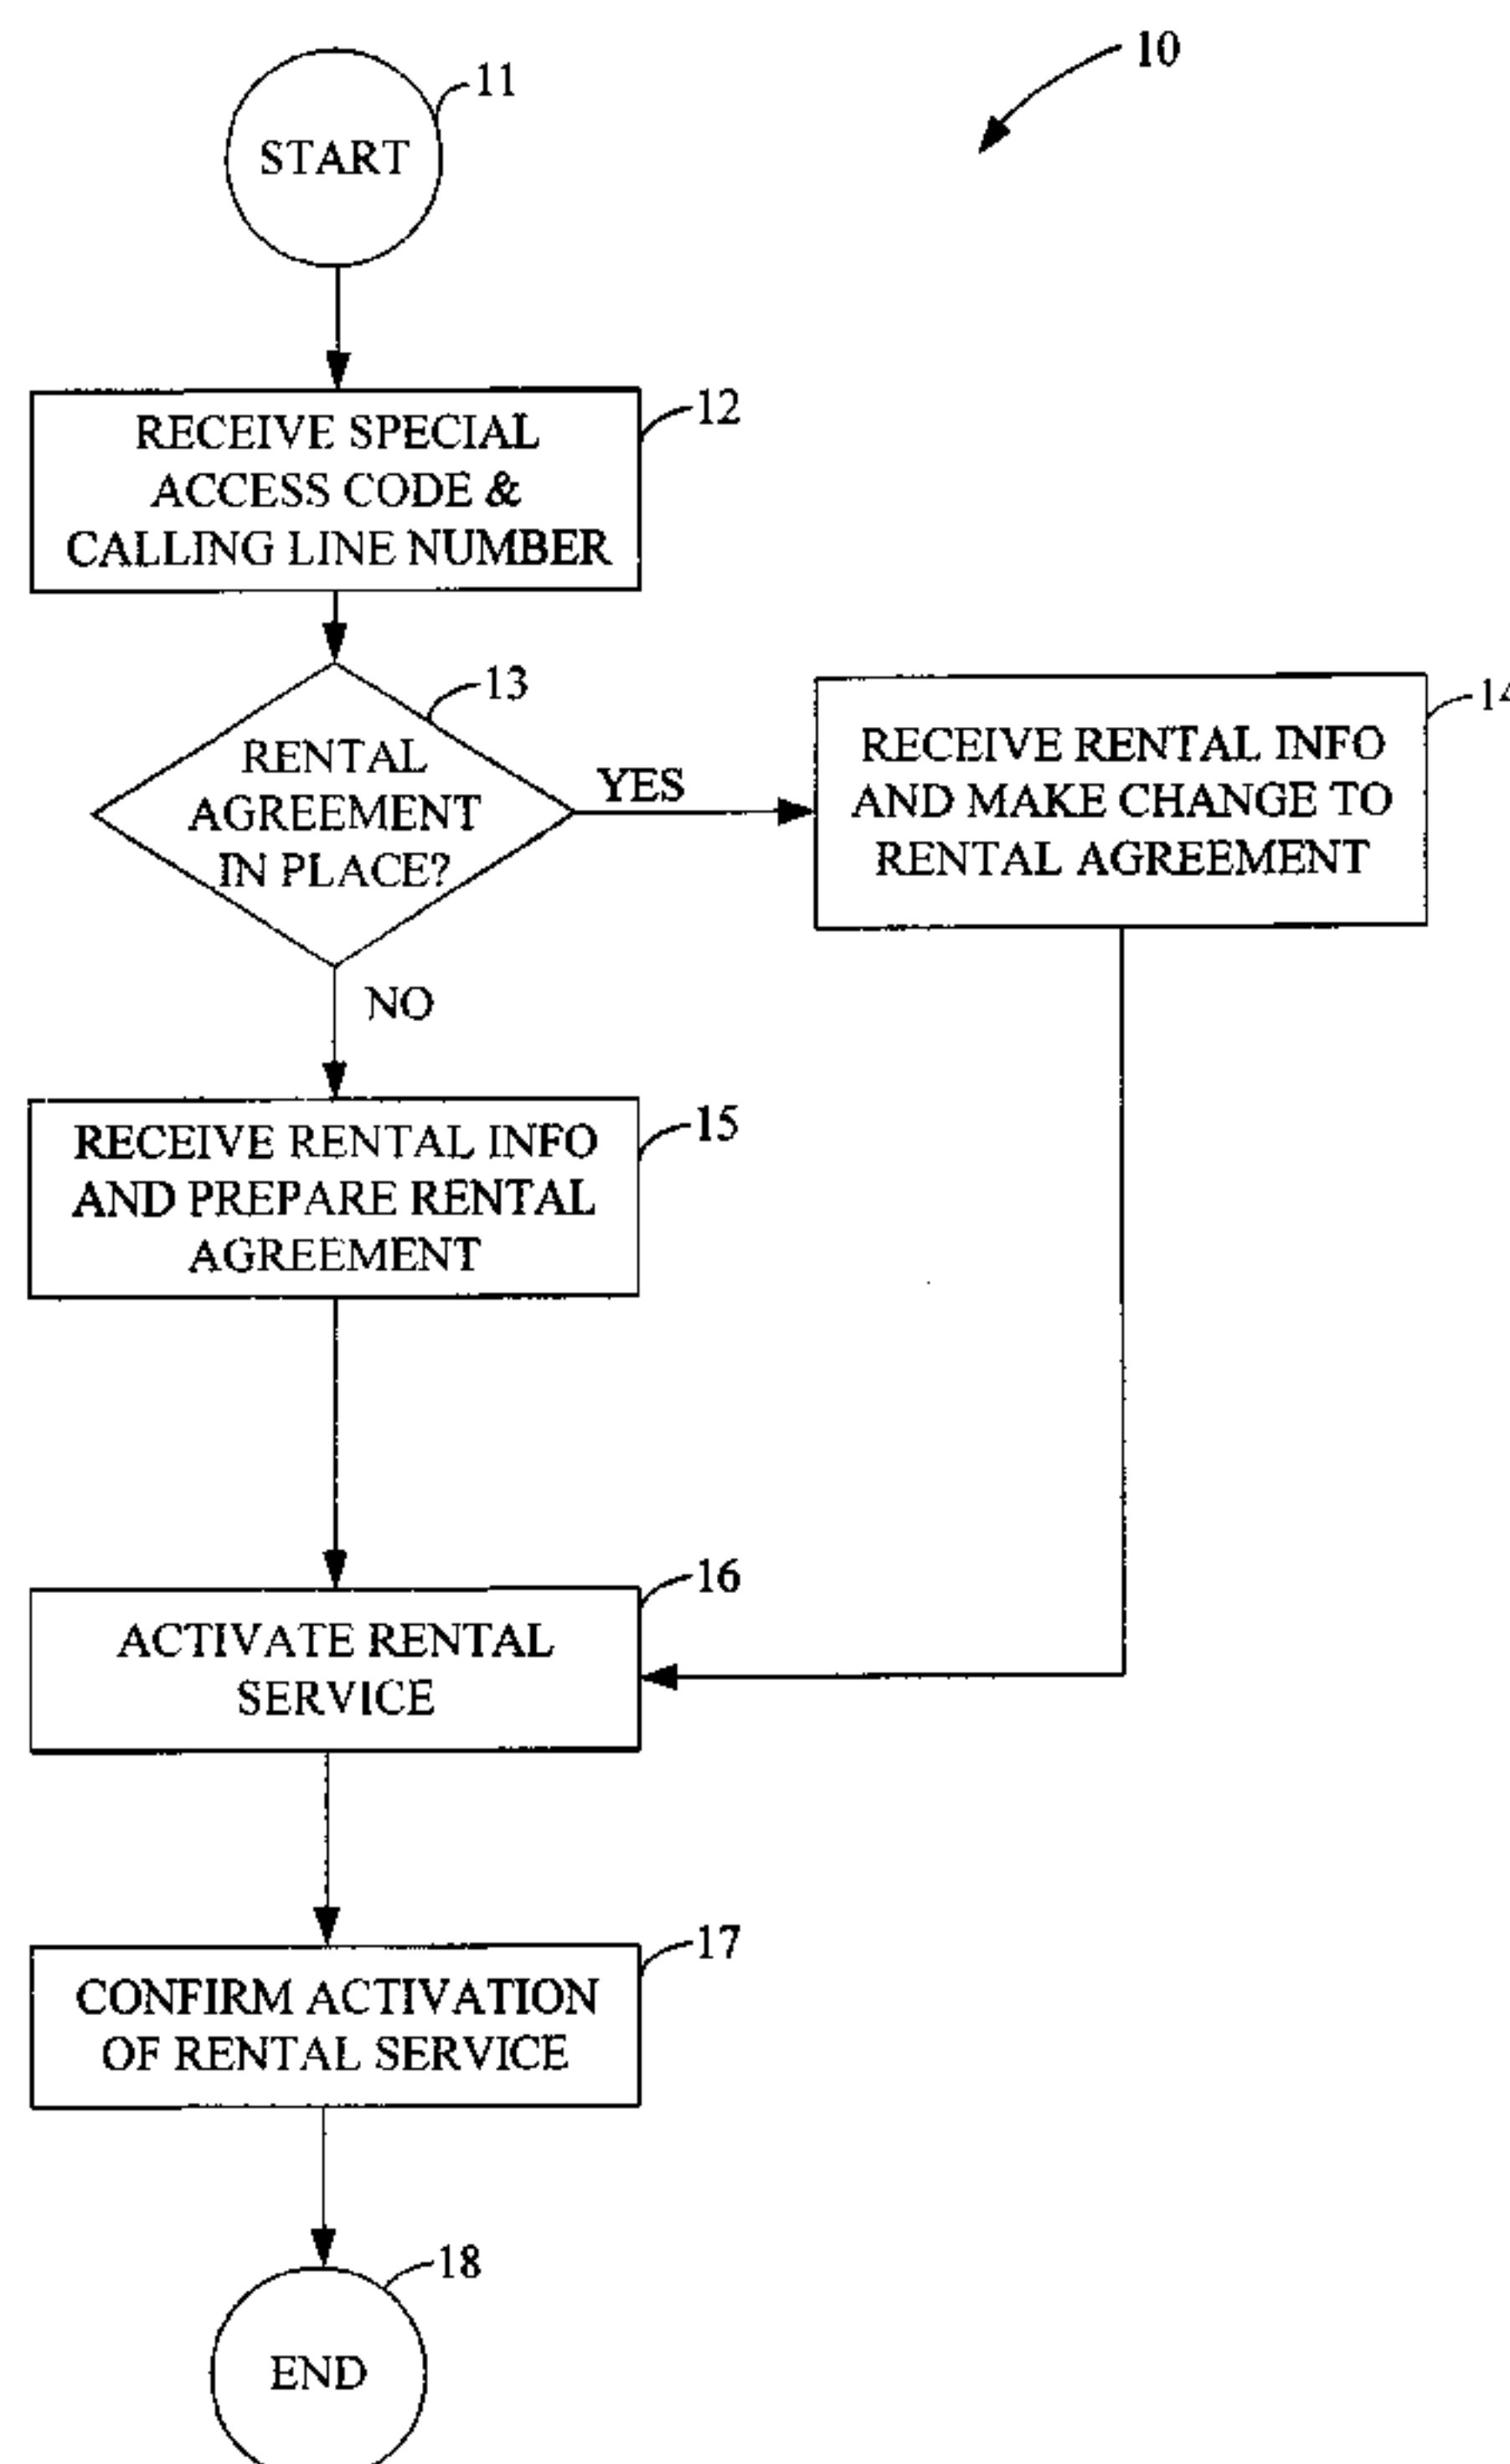 10
11
START
12
RECEIVE SPECIAL
ACCESS CODE &
CALLING LINE NUMBER
13
RENTAL
AGREEMENT
IN PLACE?
YES
14
RECEIVE RENTAL INFO
AND MAKE CHANGE TO
RENTAL AGREEMENT
NO
15
RECEIVE RENTAL INFO
AND PREPARE RENTAL
AGREEMENT
16
ACTIVATE RENTAL
SERVICE
17
CONFIRM ACTIVATION
OF RENTAL SERVICE
18
END